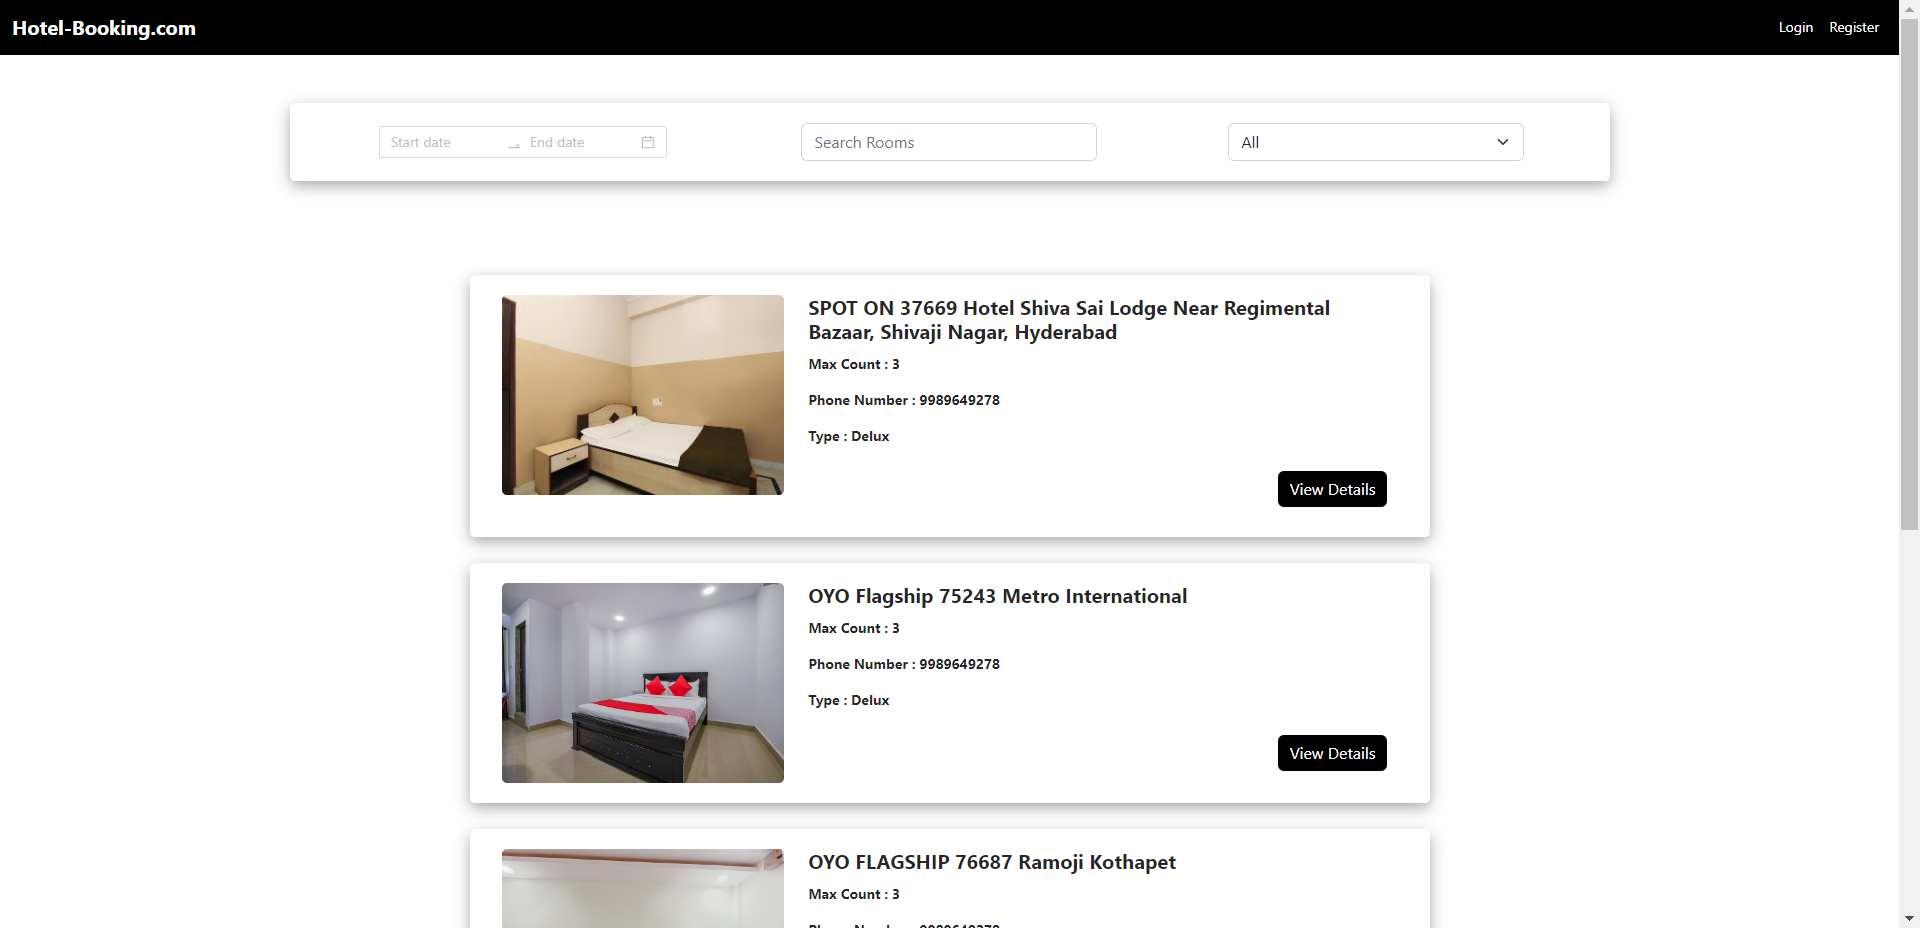 Hotel-Booking.com
Login Register
Start date End date
Search Rooms
All
SPOT ON 37669 Hotel Shiva Sai Lodge Near Regimental
Bazaar, Shivaji Nagar, Hyderabad
Max Count : 3
Phone Number : 9989649278
Type : Delux
View Details
OYO Flagship 75243 Metro International
Max Count : 3
Phone Number : 9989649278
Type : Delux
View Details
OYO FLAGSHIP 76687 Ramoji Kothapet
Max Count : 3
Phone Number : 9989649278